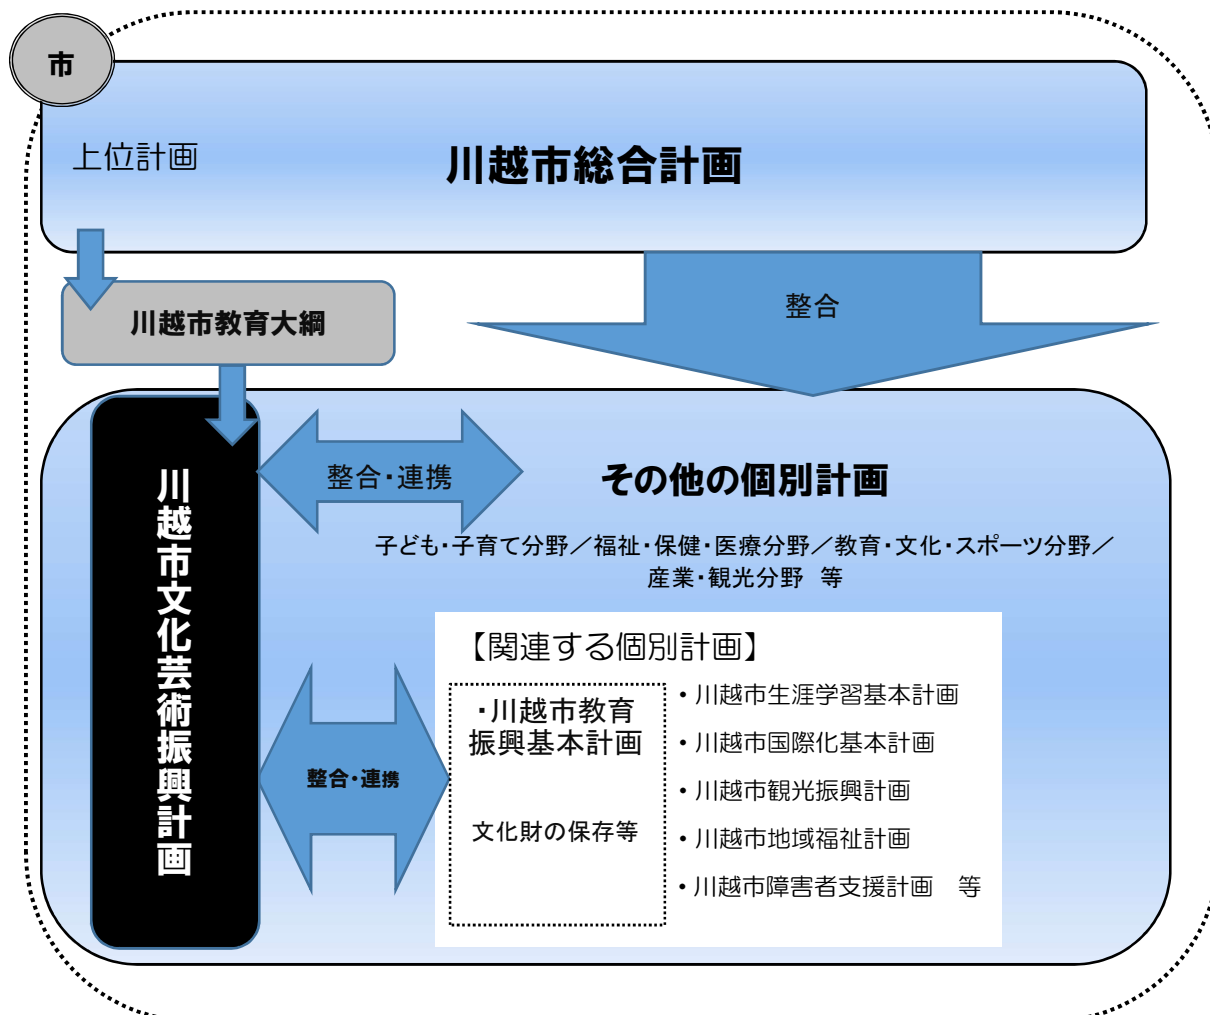 市
上位計画
川越市総合計画
整合
川越市教育大綱
川越市文化芸術振興計画
整合・連携
その他の個別計画
子ども・子育て分野／福祉・保健・医療分野／教育・文化・スポーツ分野／
産業・観光分野 等
【関連する個別計画】
・川越市教育
振興基本計画
文化財の保存等
・川越市生涯学習基本計画
・川越市国際化基本計画
・川越市観光振興計画
・川越市地域福祉計画
・川越市障害者支援計画 等
整合・連携